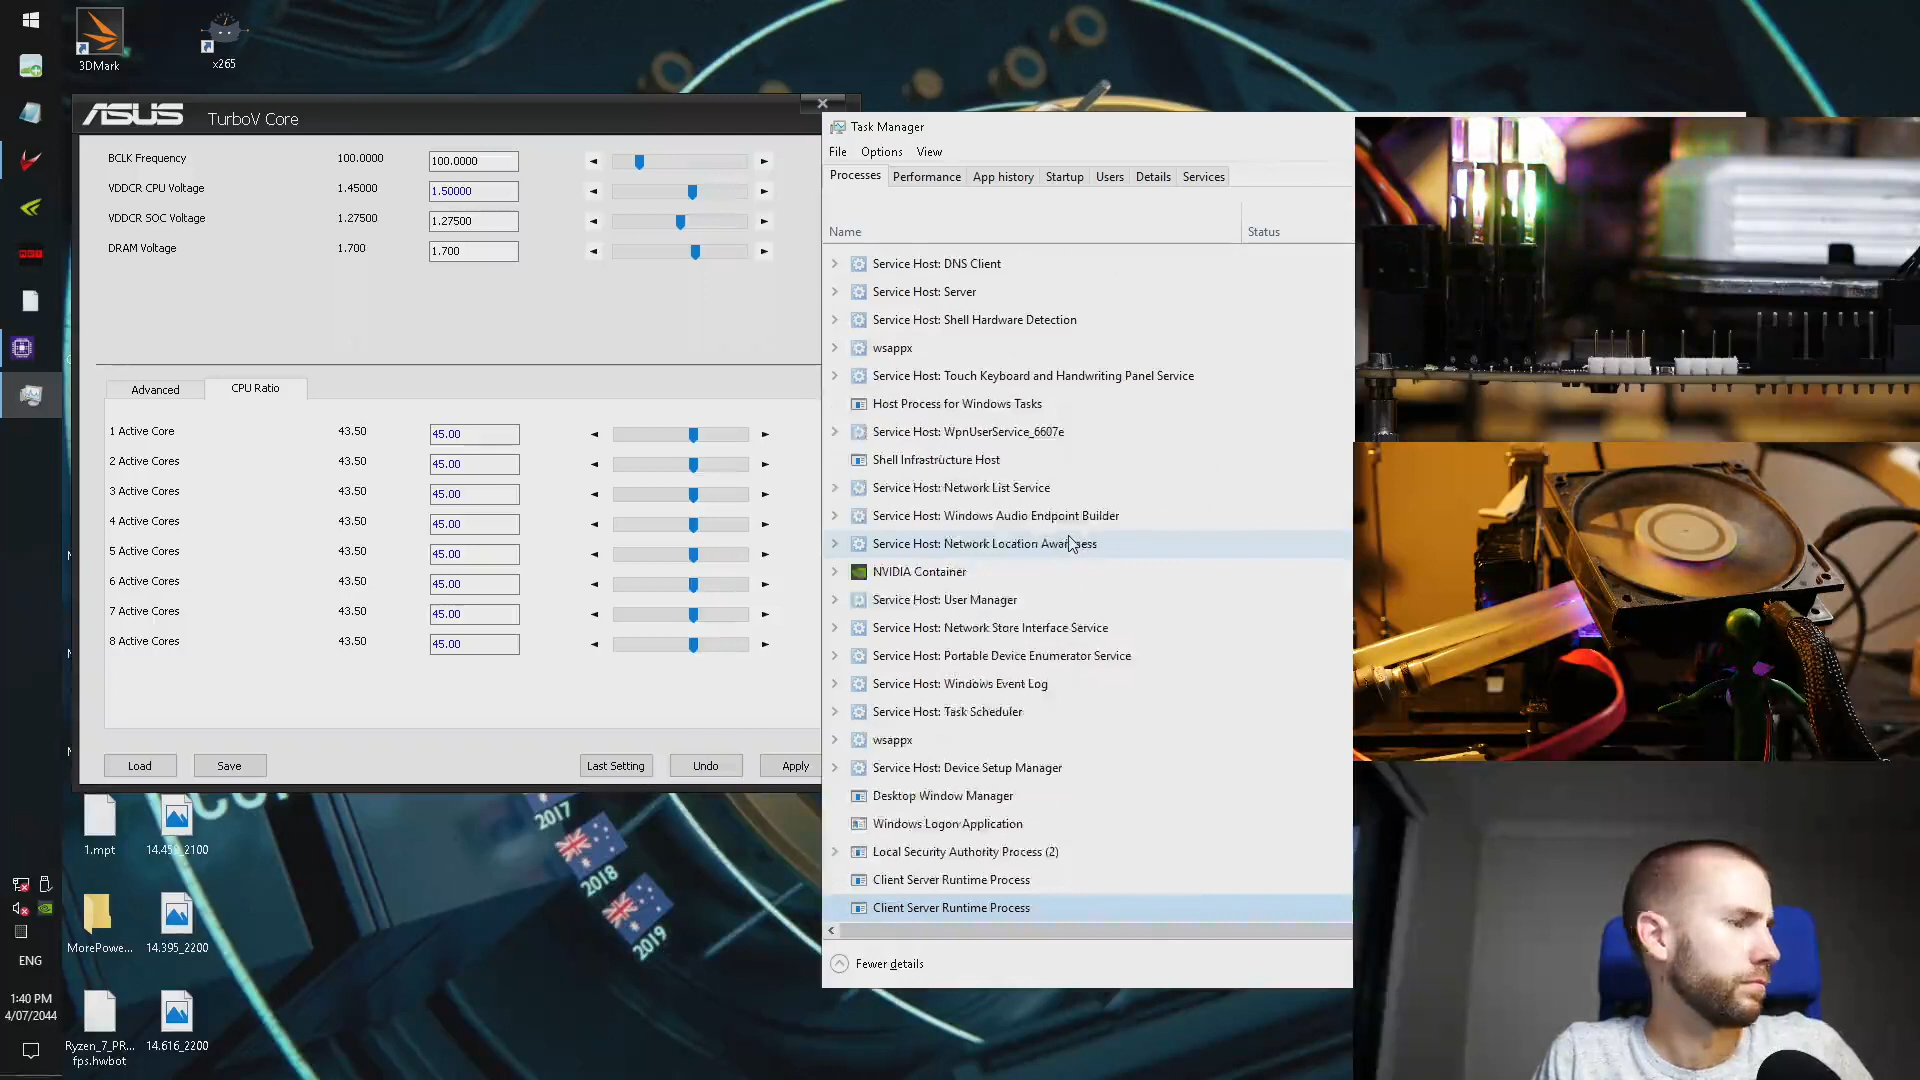 3DMark
x265
ASUS TurboV Core
BCLK Frequency 100.0000 100.0000
VDDCR CPU Voltage 1.45000 1.50000
VDDCR SOC Voltage 1.27500 1.27500
DRAM Voltage 1.700 1.700
Advanced CPU Ratio
1 Active Core 43.50 45.00
2 Active Cores 43.50 45.00
3 Active Cores 43.50 45.00
4 Active Cores 43.50 45.00
5 Active Cores 43.50 45.00
6 Active Cores 43.50 45.00
7 Active Cores 43.50 45.00
8 Active Cores 43.50 45.00
Load Save Last Setting Undo Apply
Task Manager
File Options View
Processes Performance App history Startup Users Details Services
Name Status
Service Host: DNS Client
Service Host: Server
Service Host: Shell Hardware Detection
wsappx
Service Host: Touch Keyboard and Handwriting Panel Service
Host Process for Windows Tasks
Service Host: WpnUserService_6607e
Shell Infrastructure Host
Service Host: Network List Service
Service Host: Windows Audio Endpoint Builder
Service Host: Network Location Awareness
NVIDIA Container
Service Host: User Manager
Service Host: Network Store Interface Service
Service Host: Portable Device Enumerator Service
Service Host: Windows Event Log
Service Host: Task Scheduler
wsappx
Service Host: Device Setup Manager
Desktop Window Manager
Windows Logon Application
Local Security Authority Process (2)
Client Server Runtime Process
Client Server Runtime Process
Fewer details
2017
2018
2019
1.mpt
14.459_2100
MorePowe...
14.395_2200
Ryzen_7_PR...
fps.hwbot
14.616_2200
ENG
1:40 PM
4/07/2044